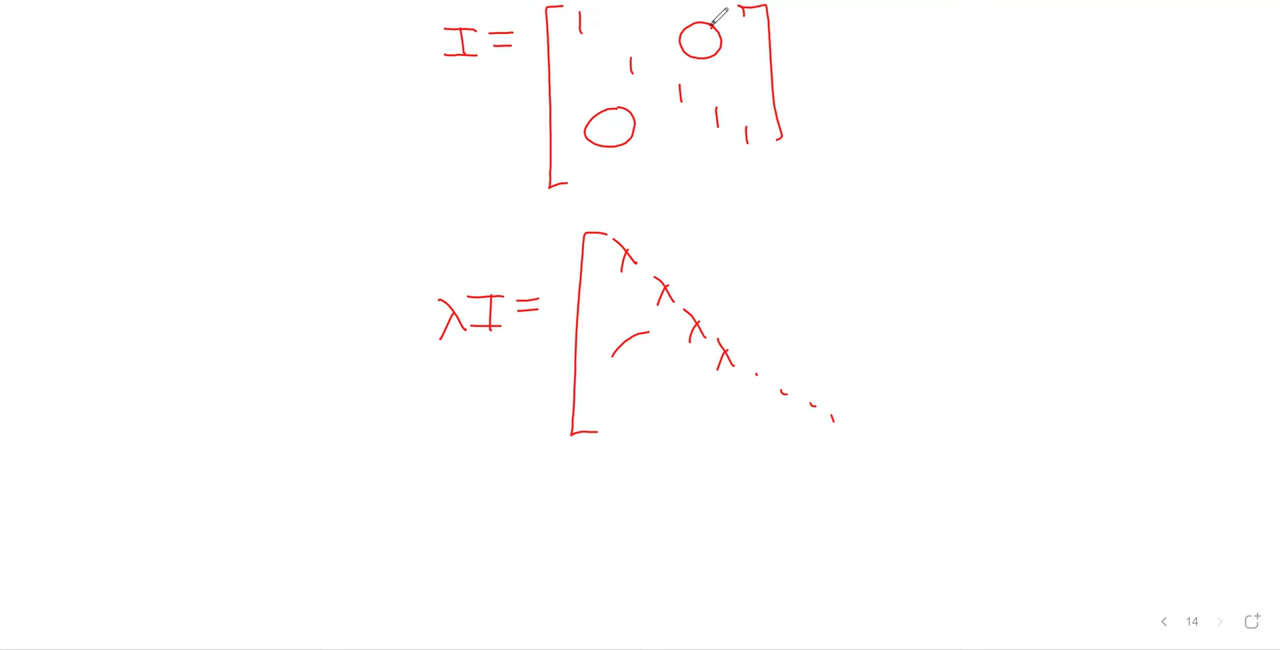 I = [ 1 0
1
1
0 1
1 ]
λI = [ λ
λ
λ
λ
. . . . 
14